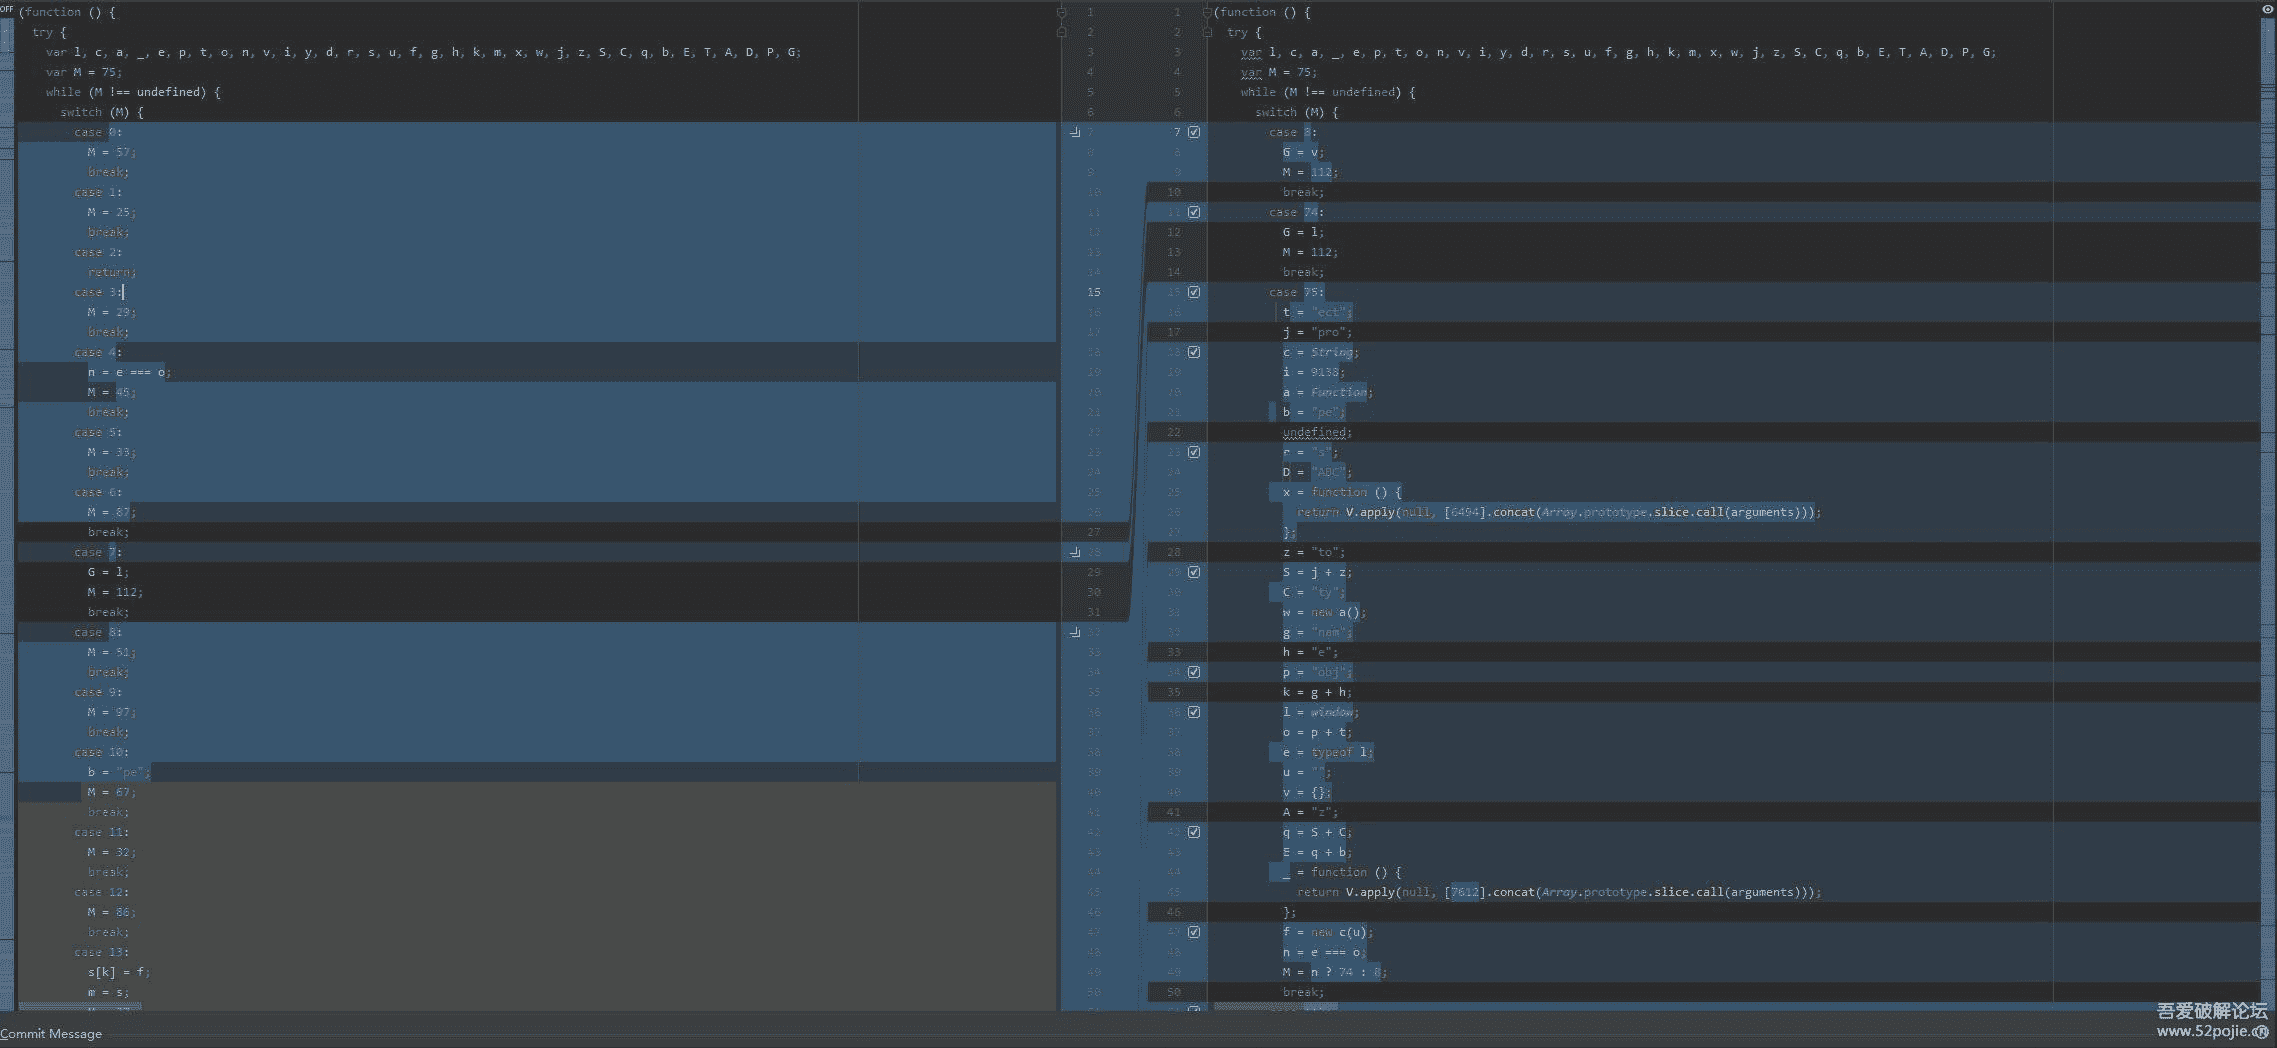 OFF
(function () {
try {
var l, c, a, _, e, p, t, o, n, v, i, y, d, r, s, u, f, g, h, k, m, x, w, j, z, S, C, q, b, E, T, A, D, P, G;
var M = 75;
while (M !== undefined) {
switch (M) {
case 0:
M = 57;
break;
case 1:
M = 25;
break;
case 2:
return;
case 3:
M = 29;
break;
case 4:
n = e === o;
M = 45;
break;
case 5:
M = 33;
break;
case 6:
M = 87;
break;
case 7:
G = l;
M = 112;
break;
case 8:
M = 51;
break;
case 9:
M = 97;
break;
case 10:
b = "pe";
M = 67;
break;
case 11:
M = 32;
break;
case 12:
M = 86;
break;
case 13:
s[k] = f;
m = s;
(function () {
try {
var l, c, a, _, e, p, t, o, n, v, i, y, d, r, s, u, f, g, h, k, m, x, w, j, z, S, C, q, b, E, T, A, D, P, G;
var M = 75;
while (M !== undefined) {
switch (M) {
case 8:
G = v;
M = 112;
break;
case 74:
G = l;
M = 112;
break;
case 75:
t = "ect";
j = "pro";
c = String;
i = 9138;
a = Function;
b = "pe";
undefined;
r = "s";
D = "ABC";
x = function () {
return V.apply(null, [6494].concat(Array.prototype.slice.call(arguments)));
};
z = "to";
S = j + z;
C = "ty";
w = new a();
g = "nam";
h = "e";
p = "obj";
k = g + h;
l = window;
o = p + t;
e = typeof l;
u = "";
v = {};
A = "z";
q = S + C;
E = q + b;
_ = function () {
return V.apply(null, [7612].concat(Array.prototype.slice.call(arguments)));
};
f = new c(u);
n = e === o;
M = n ? 74 : 8;
break;
Commit Message
吾爱破解论坛
www.52pojie.cn